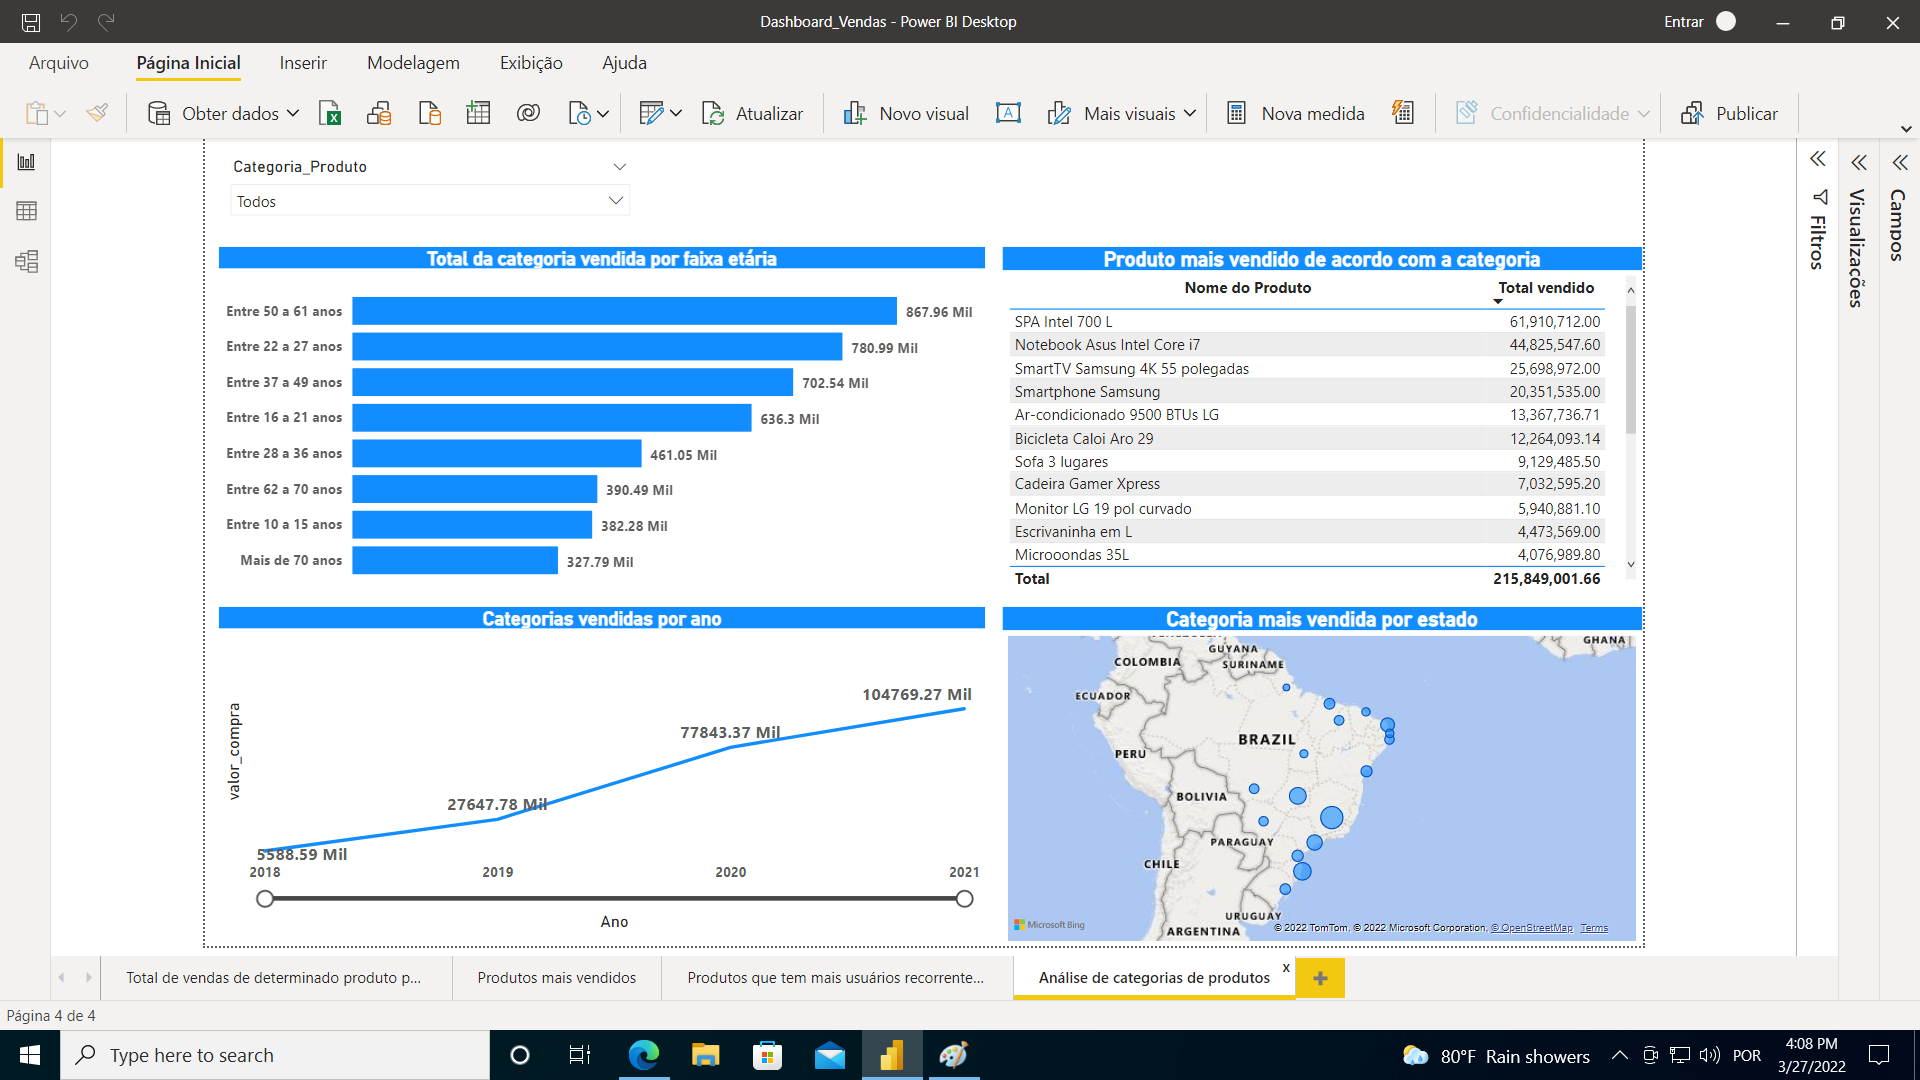 Dashboard_Vendas - Power BI Desktop
Entrar
Arquivo
Página Inicial
Inserir
Modelagem
Exibição
Ajuda
Obter dados
Atualizar
Novo visual
Mais visuais
Nova medida
Confidencialidade
Publicar
Categoria_Produto
Todos
Total da categoria vendida por faixa etária
Entre 50 a 61 anos 867.96 Mil
Entre 22 a 27 anos 780.99 Mil
Entre 37 a 49 anos 702.54 Mil
Entre 16 a 21 anos 636.3 Mil
Entre 28 a 36 anos 461.05 Mil
Entre 62 a 70 anos 390.49 Mil
Entre 10 a 15 anos 382.28 Mil
Mais de 70 anos 327.79 Mil
Produto mais vendido de acordo com a categoria
Nome do Produto Total vendido
SPA Intel 700 L 61,910,712.00
Notebook Asus Intel Core i7 44,825,547.60
SmartTV Samsung 4K 55 polegadas 25,698,972.00
Smartphone Samsung 20,351,535.00
Ar-condicionado 9500 BTUs LG 13,367,736.71
Bicicleta Caloi Aro 29 12,264,093.14
Sofa 3 lugares 9,129,485.50
Cadeira Gamer Xpress 7,032,595.20
Monitor LG 19 pol curvado 5,940,881.10
Escrivaninha em L 4,473,569.00
Microoondas 35L 4,076,989.80
Total 215,849,001.66
Categorias vendidas por ano
valor_compra
104769.27 Mil
77843.37 Mil
27647.78 Mil
5588.59 Mil
2018 2019 2020 2021
Ano
Categoria mais vendida por estado
GHANA
GUYANA
COLOMBIA
SURINAME
ECUADOR
BRAZIL
PERU
BOLIVIA
PARAGUAY
CHILE
URUGUAY
ARGENTINA
Microsoft Bing
© 2022 TomTom, © 2022 Microsoft Corporation, © OpenStreetMap Terms
Filtros
Visualizações
Campos
Total de vendas de determinado produto p...
Produtos mais vendidos
Produtos que tem mais usuários recorrente...
Análise de categorias de produtos
x
Página 4 de 4
Type here to search
80°F Rain showers
POR
4:08 PM
3/27/2022